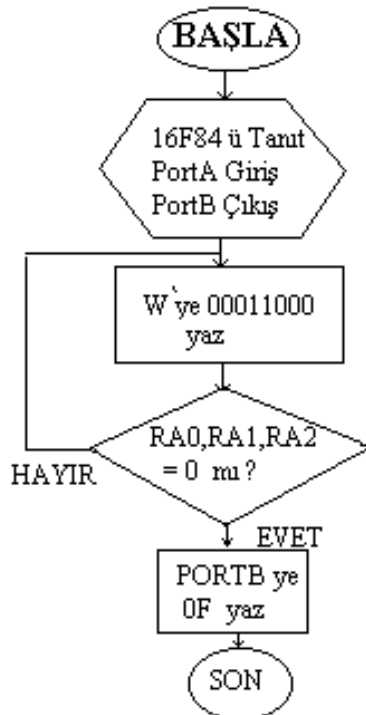 BAŞLA
16F84 ü Tanıt
PortA Giriş
PortB Çıkış
W'ye 00011000
yaz
RA0,RA1,RA2
= 0 mı ?
HAYIR
EVET
PORTB ye
0F yaz
SON